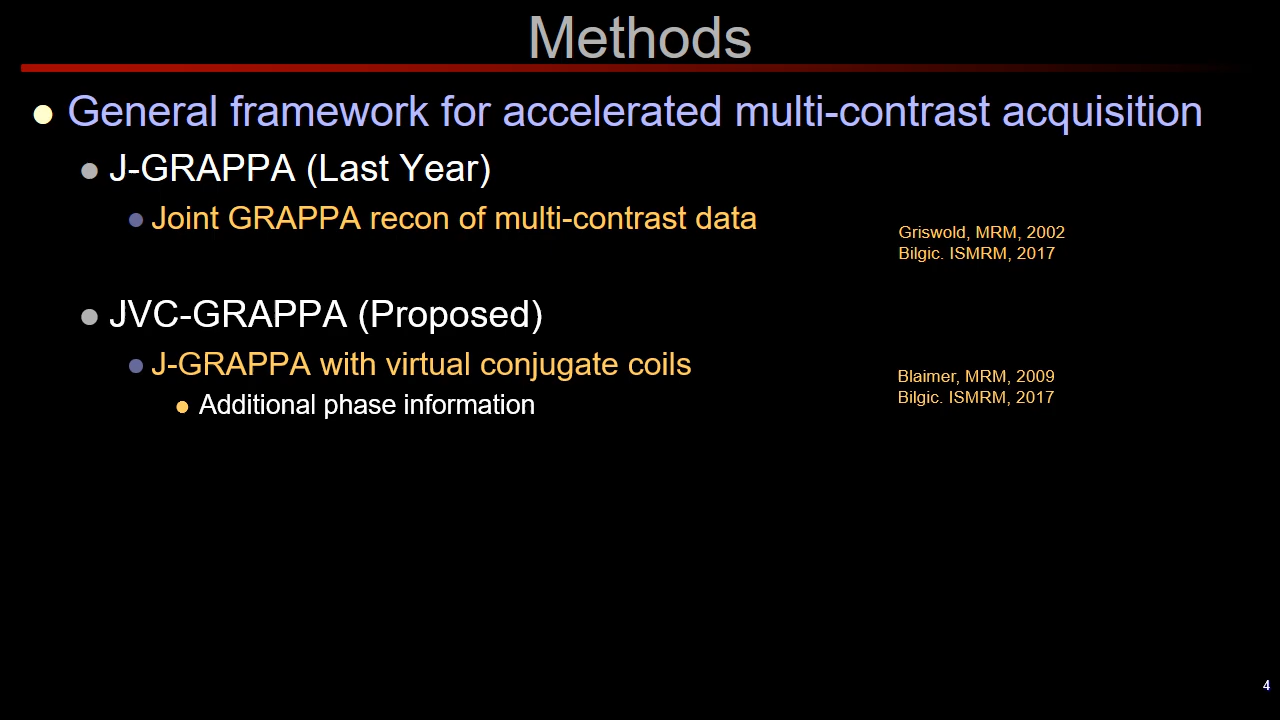 Methods
General framework for accelerated multi-contrast acquisition
J-GRAPPA (Last Year)
Joint GRAPPA recon of multi-contrast data
Griswold, MRM, 2002
Bilgic. ISMRM, 2017
JVC-GRAPPA (Proposed)
J-GRAPPA with virtual conjugate coils
Blaimer, MRM, 2009
Bilgic. ISMRM, 2017
Additional phase information
4